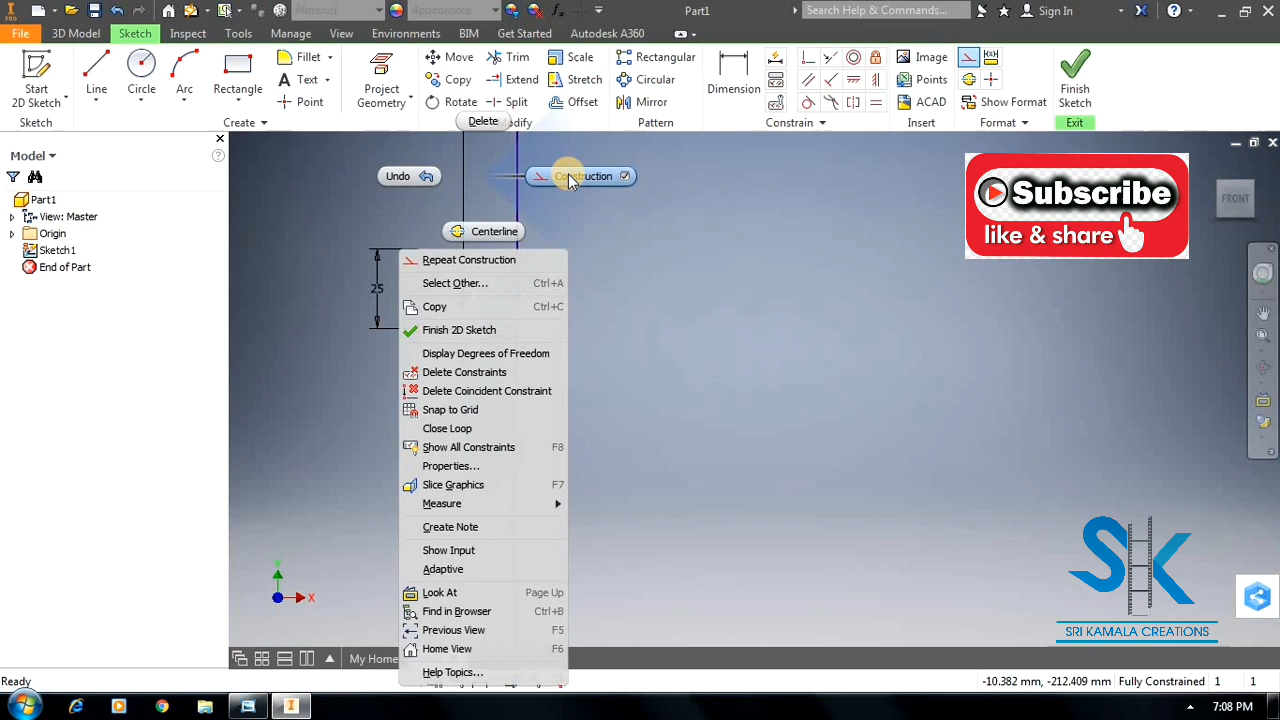 PRO
Material
Appearance
Part1
Search Help & Commands...
Sign In
File
3D Model
Sketch
Inspect
Tools
Manage
View
Environments
BIM
Get Started
Autodesk A360
Start
2D Sketch
Line
Circle
Arc
Rectangle
Fillet
Text
Point
Project
Geometry
Move
Copy
Rotate
Trim
Extend
Split
Scale
Stretch
Offset
Rectangular
Circular
Mirror
Dimension
Image
Points
ACAD
Show Format
Finish
Sketch
Sketch
Create
Modify
Pattern
Constrain
Insert
Format
Exit
Model
Part1
View: Master
Origin
Sketch1
End of Part
Delete
Undo
Construction
Centerline
25
Repeat Construction
Select Other... Ctrl+A
Copy Ctrl+C
Finish 2D Sketch
Display Degrees of Freedom
Delete Constraints
Delete Coincident Constraint
Snap to Grid
Close Loop
Show All Constraints F8
Properties...
Slice Graphics F7
Measure
Create Note
Show Input
Adaptive
Look At Page Up
Find in Browser Ctrl+B
Previous View F5
Home View F6
Help Topics...
Subscribe
like & share
FRONT
X
SK
SRI KAMALA CREATIONS
My Home
Ready
-10.382 mm, -212.409 mm Fully Constrained 1 1
7:08 PM